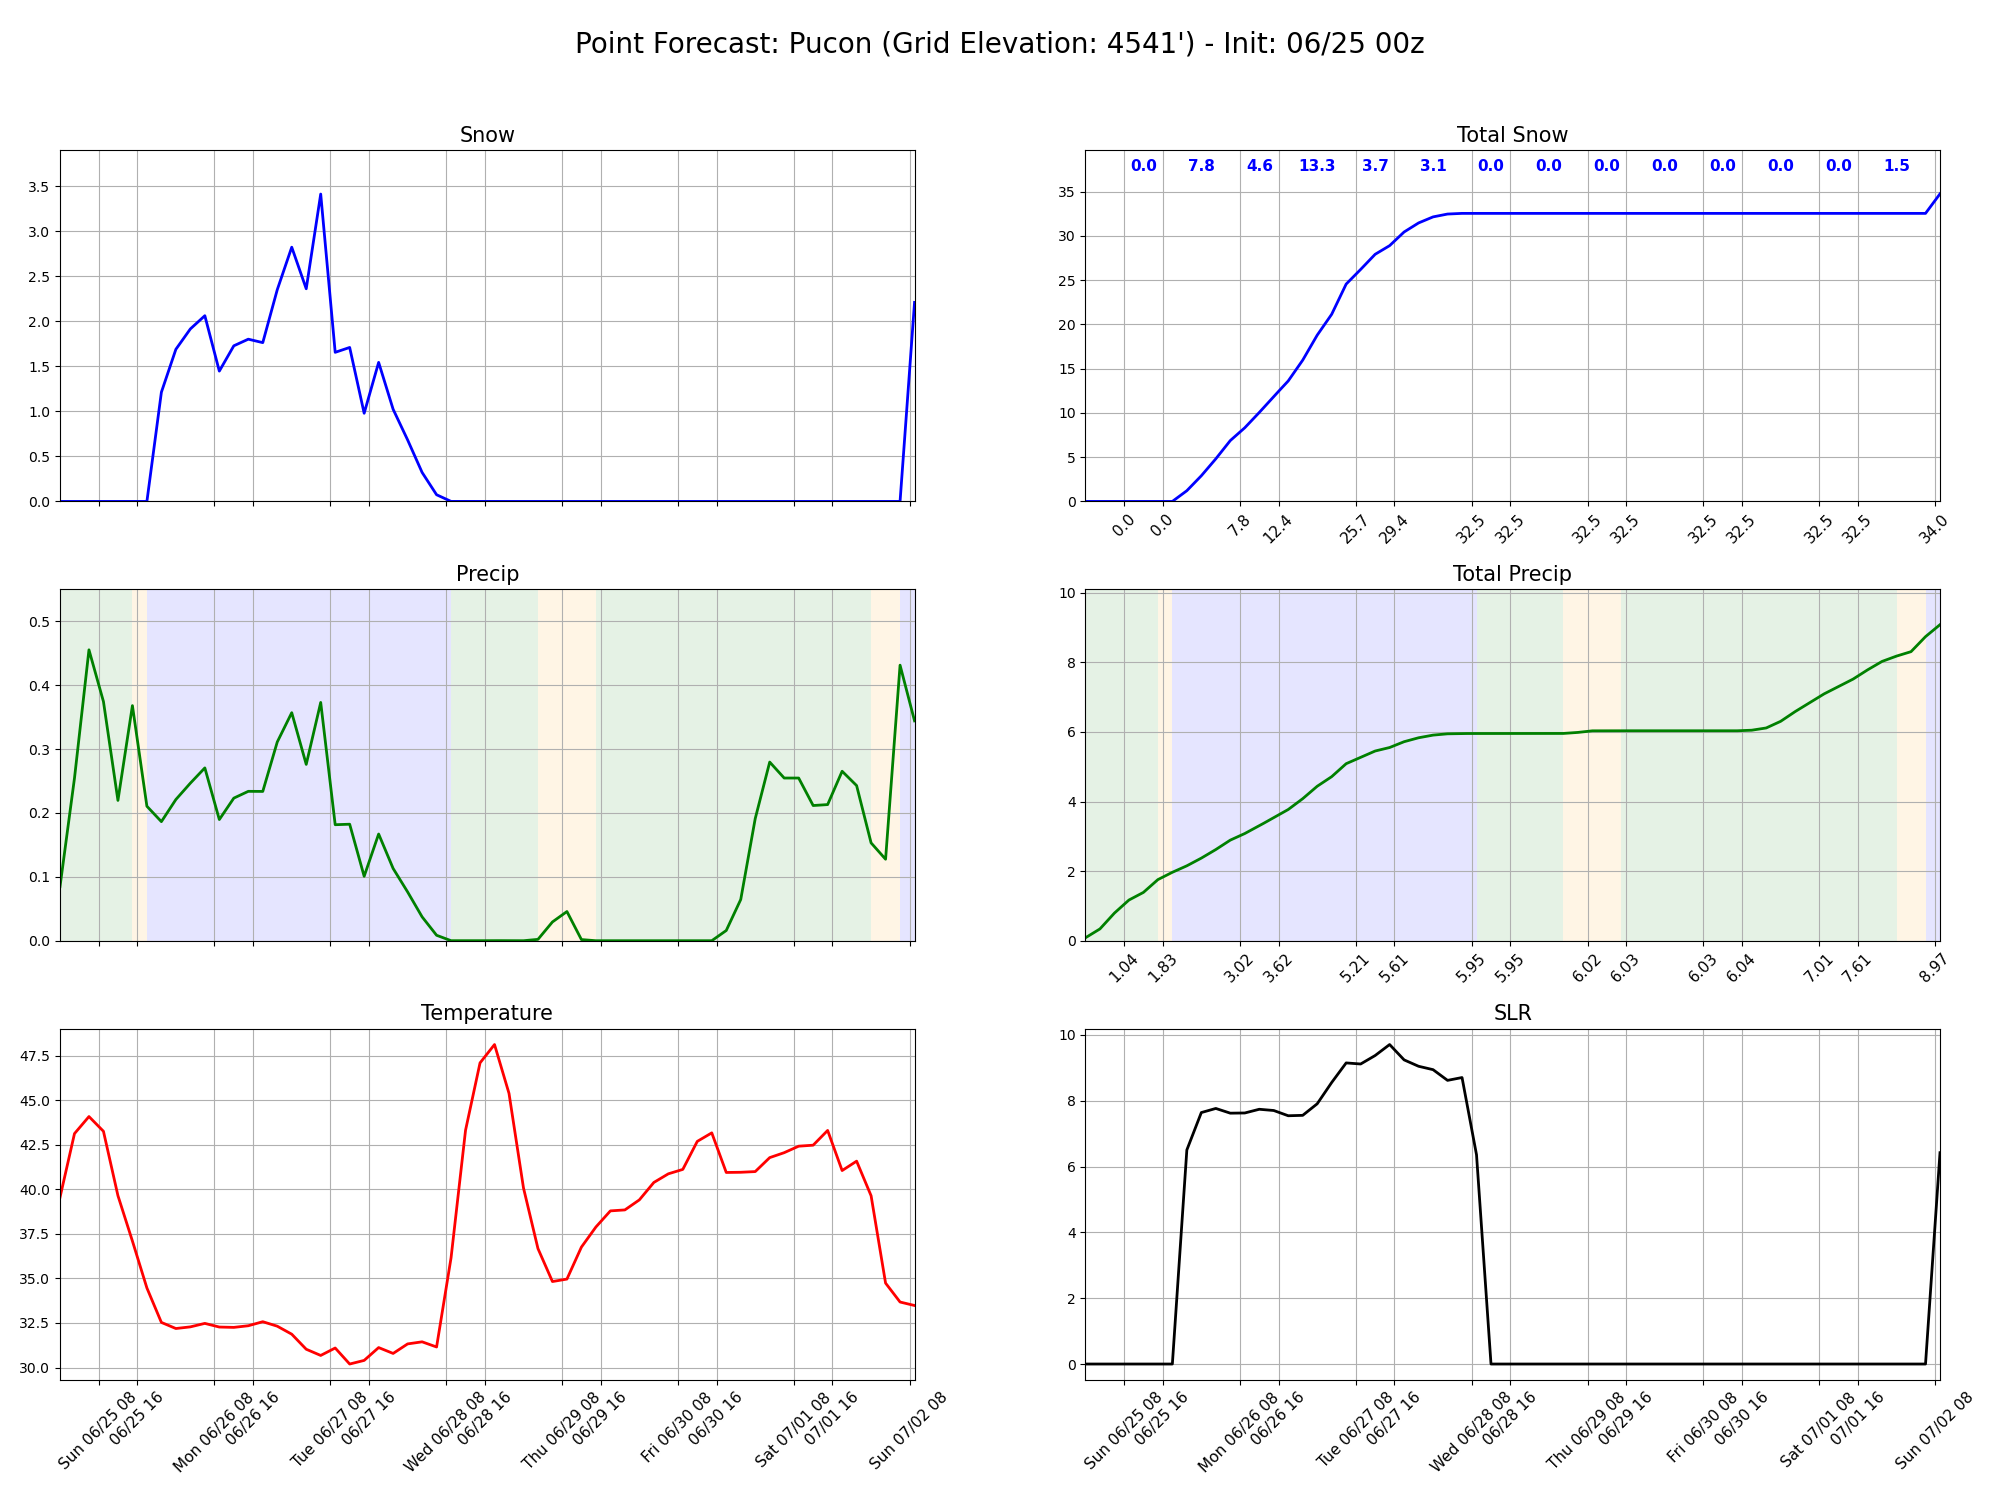 Point Forecast: Pucon (Grid Elevation: 4541') - Init: 06/25 00z
Snow
3.5
3.0
2.5
2.0
1.5
1.0
0.5
0.0
Total Snow
0.0 7.8 4.6 13.3 3.7 3.1 0.0 0.0 0.0 0.0 0.0 0.0 0.0 1.5
35
30
25
20
15
10
5
0
0.0 0.0 7.8 12.4 25.7 29.4 32.5 32.5 32.5 32.5 32.5 32.5 32.5 32.5 34.0
Precip
0.5
0.4
0.3
0.2
0.1
0.0
Total Precip
10
8
6
4
2
0
1.04 1.83 3.02 3.62 5.21 5.61 5.95 5.95 6.02 6.03 6.03 6.04 7.01 7.61 8.97
Temperature
47.5
45.0
42.5
40.0
37.5
35.0
32.5
30.0
Sun 06/25 08
06/25 16
Mon 06/26 08
06/26 16
Tue 06/27 08
06/27 16
Wed 06/28 08
06/28 16
Thu 06/29 08
06/29 16
Fri 06/30 08
06/30 16
Sat 07/01 08
07/01 16
Sun 07/02 08
SLR
10
8
6
4
2
0
Sun 06/25 08
06/25 16
Mon 06/26 08
06/26 16
Tue 06/27 08
06/27 16
Wed 06/28 08
06/28 16
Thu 06/29 08
06/29 16
Fri 06/30 08
06/30 16
Sat 07/01 08
07/01 16
Sun 07/02 08